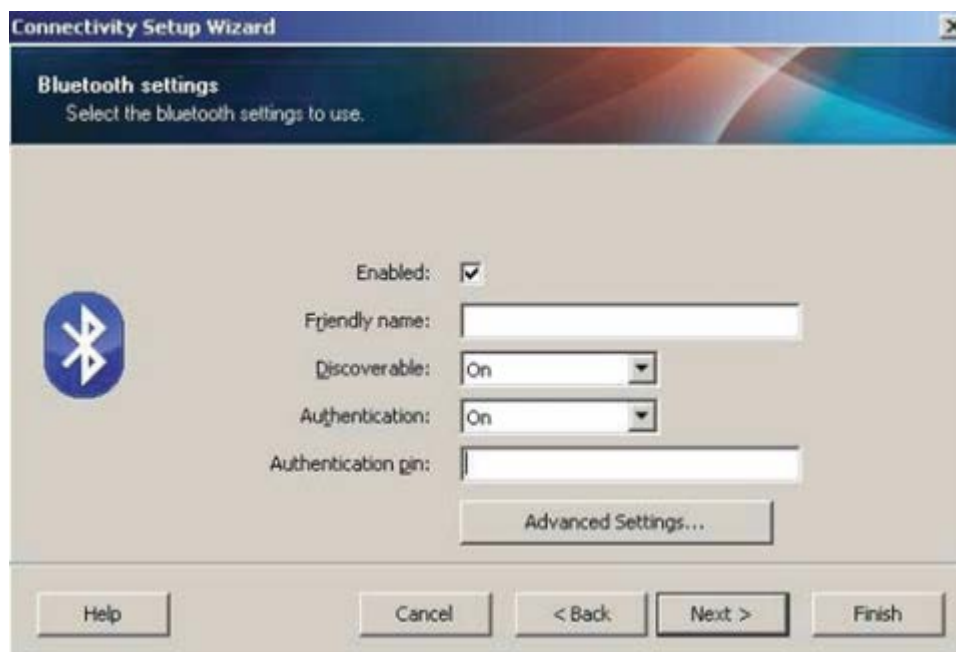 Connectivity Setup Wizard
Bluetooth settings
Select the bluetooth settings to use.
Enabled:
Friendly name:
Discoverable: On
Authentication: On
Authentication pin:
Advanced Settings...
Help Cancel < Back Next > Finish